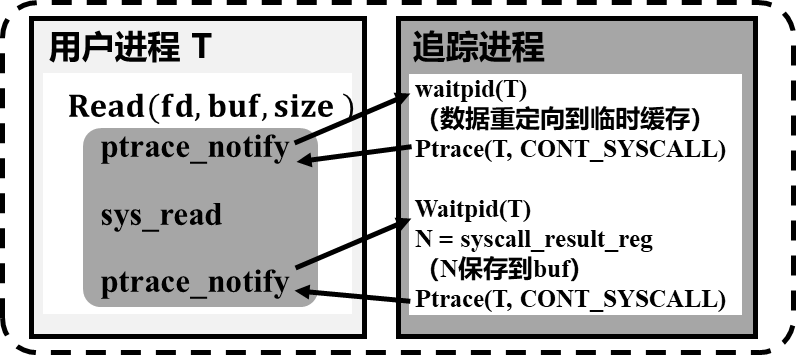 用户进程 T
Read(fd, buf, size )
ptrace_notify
sys_read
ptrace_notify
追踪进程
waitpid(T)
（数据重定向到临时缓存）
Ptrace(T, CONT_SYSCALL)
Waitpid(T)
N = syscall_result_reg
（N保存到buf）
Ptrace(T, CONT_SYSCALL)